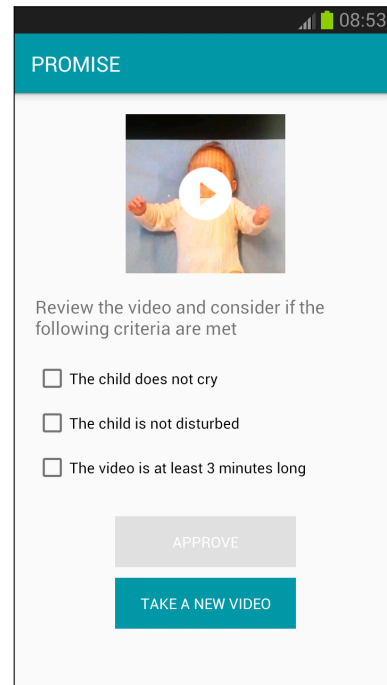 08:53
PROMISE
Review the video and consider if the
following criteria are met
The child does not cry
The child is not disturbed
The video is at least 3 minutes long
APPROVE
TAKE A NEW VIDEO